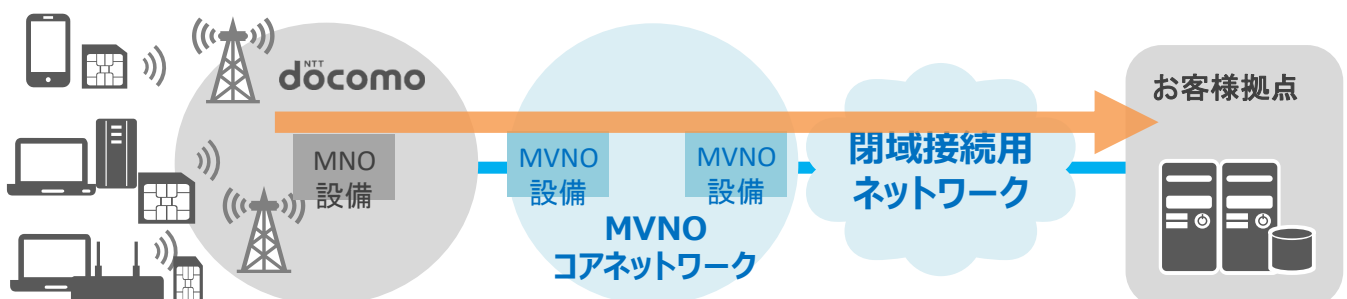 NTT
döcomo
MNO
設備
MVNO
設備
MVNO
設備
MVNO
コアネットワーク
閉域接続用
ネットワーク
お客様拠点